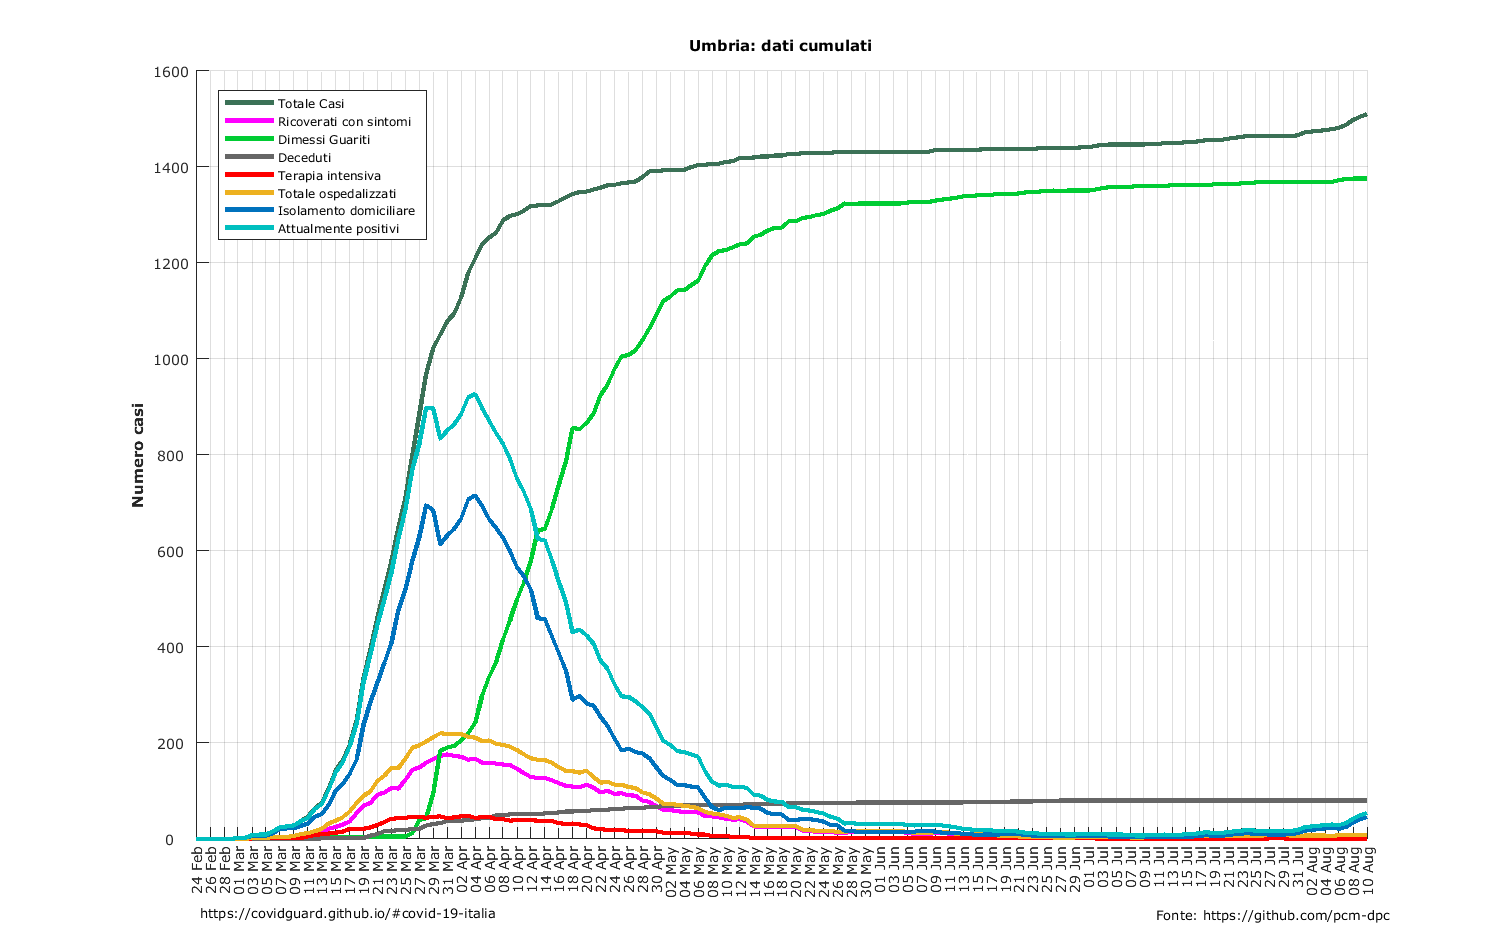 Umbria: dati cumulati
Numero casi
1600
1400
1200
1000
800
600
400
200
0
Totale Casi
Ricoverati con sintomi
Dimessi Guariti
Deceduti
Terapia intensiva
Totale ospedalizzati
Isolamento domiciliare
Attualmente positivi
24 Feb
26 Feb
28 Feb
01 Mar
03 Mar
05 Mar
07 Mar
09 Mar
11 Mar
13 Mar
15 Mar
17 Mar
19 Mar
21 Mar
23 Mar
25 Mar
27 Mar
29 Mar
31 Mar
02 Apr
04 Apr
06 Apr
08 Apr
10 Apr
12 Apr
14 Apr
16 Apr
18 Apr
20 Apr
22 Apr
24 Apr
26 Apr
28 Apr
30 Apr
02 May
04 May
06 May
08 May
10 May
12 May
14 May
16 May
18 May
20 May
22 May
24 May
26 May
28 May
30 May
01 Jun
03 Jun
05 Jun
07 Jun
09 Jun
11 Jun
13 Jun
15 Jun
17 Jun
19 Jun
21 Jun
23 Jun
25 Jun
27 Jun
29 Jun
01 Jul
03 Jul
05 Jul
07 Jul
09 Jul
11 Jul
13 Jul
15 Jul
17 Jul
19 Jul
21 Jul
23 Jul
25 Jul
27 Jul
29 Jul
31 Jul
02 Aug
04 Aug
06 Aug
08 Aug
10 Aug
https://covidguard.github.io/#covid-19-italia
Fonte: https://github.com/pcm-dpc